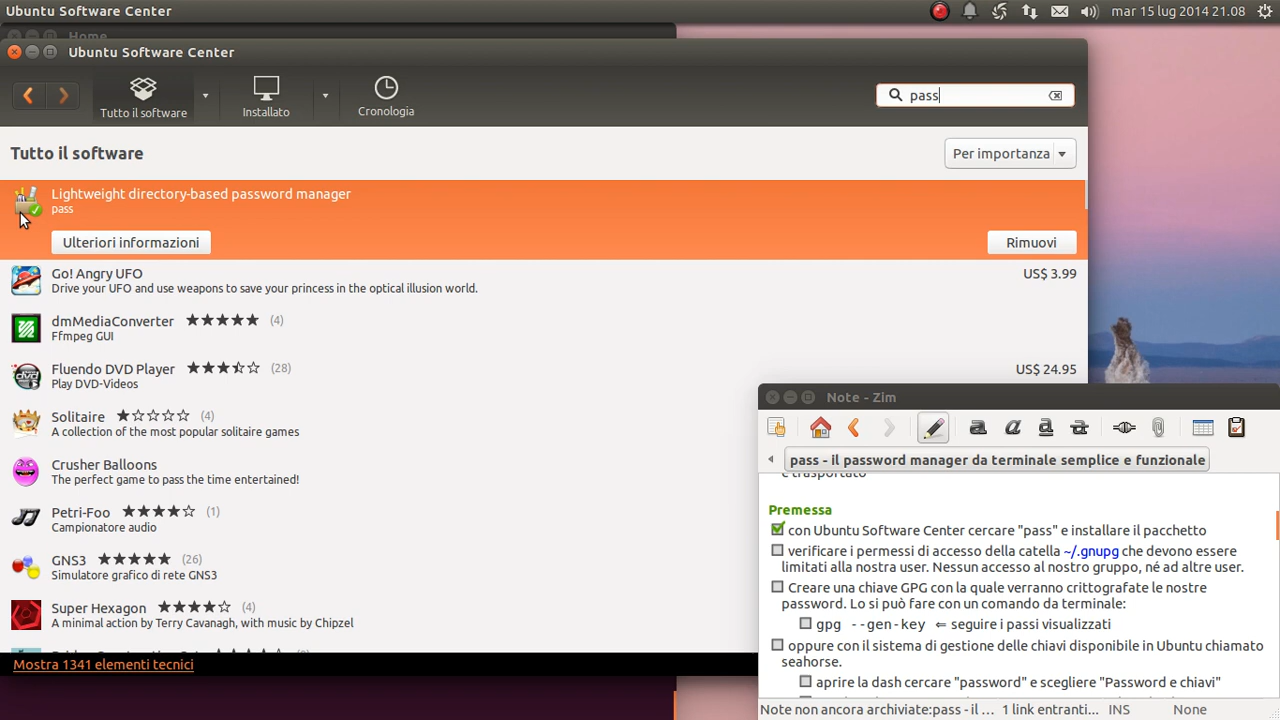 Ubuntu Software Center
mar 15 lug 2014 21.08
Home
Ubuntu Software Center
Tutto il software
Installato
Cronologia
pass
Tutto il software
Per importanza
Lightweight directory-based password manager
pass
Ulteriori informazioni
Rimuovi
Go! Angry UFO
US$ 3.99
Drive your UFO and use weapons to save your princess in the optical illusion world.
dmMediaConverter ★★★★★ (4)
Ffmpeg GUI
Fluendo DVD Player (28)
US$ 24.95
Play DVD-Videos
Solitaire ★☆☆☆☆ (4)
A collection of the most popular solitaire games
Crusher Balloons
The perfect game to pass the time entertained!
Petri-Foo ★★★★☆ (1)
Campionatore audio
GNS3 ★★★★★ (26)
Simulatore grafico di rete GNS3
Super Hexagon ★★★★☆ (4)
A minimal action by Terry Cavanagh, with music by Chipzel
Mostra 1341 elementi tecnici
Note - Zim
pass - il password manager da terminale semplice e funzionale
e trasportato
Premessa
con Ubuntu Software Center cercare "pass" e installare il pacchetto
verificare i permessi di accesso della catella ~/.gnupg che devono essere
limitati alla nostra user. Nessun accesso al nostro gruppo, né ad altre user.
Creare una chiave GPG con la quale verranno crittografate le nostre
password. Lo si può fare con un comando da terminale:
gpg --gen-key ⇐ seguire i passi visualizzati
oppure con il sistema di gestione delle chiavi disponibile in Ubuntu chiamato
seahorse.
aprire la dash cercare "password" e scegliere "Password e chiavi"
Note non ancora archiviate:pass - il ...
1 link entranti...
INS
None